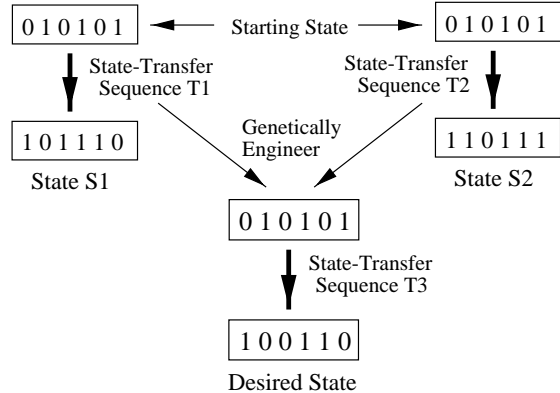 0 1 0 1 0 1
Starting State
0 1 0 1 0 1
State-Transfer
Sequence T1
State-Transfer
Sequence T2
1 0 1 1 1 0
State S1
Genetically
Engineer
1 1 0 1 1 1
State S2
0 1 0 1 0 1
State-Transfer
Sequence T3
1 0 0 1 1 0
Desired State